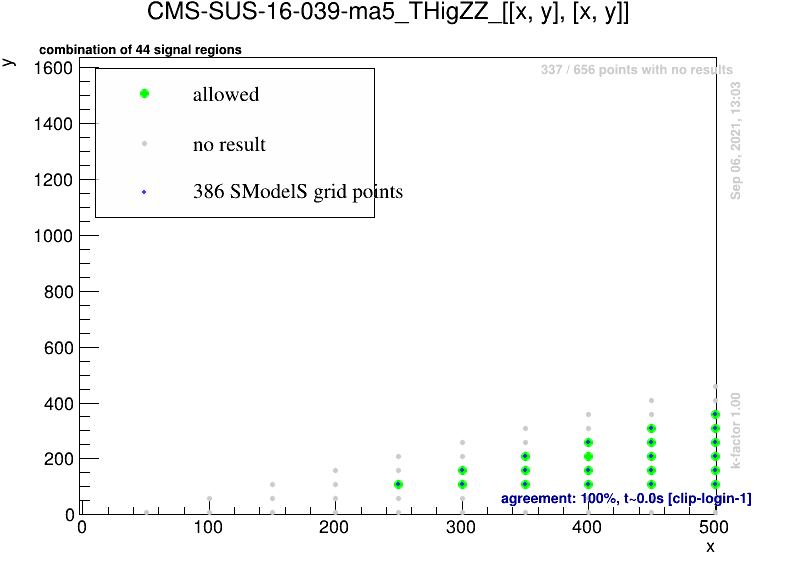 CMS-SUS-16-039-ma5_THigZZ_[[x, y], [x, y]]
combination of 44 signal regions
y
337 / 656 points with no results
allowed
no result
386 SModelS grid points
1600
1400
1200
1000
800
600
400
200
0
Sep 06, 2021, 13:03
k-factor 1.00
agreement: 100%, t~0.0s [clip-login-1]
0 100 200 300 400 500
x